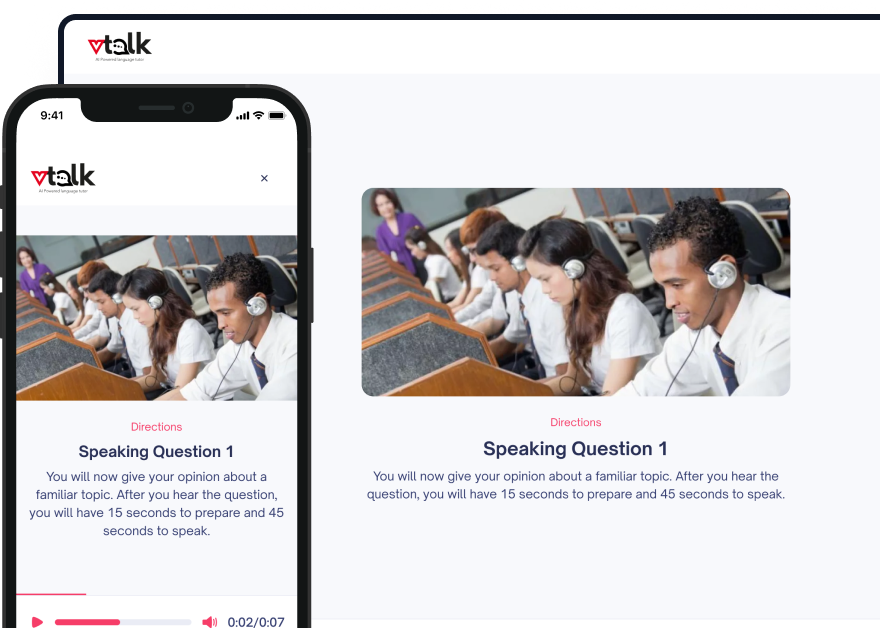 vtalk
AI Powered language tutor
9:41
vtalk
AI Powered language tutor
×
Directions
Speaking Question 1
You will now give your opinion about a
familiar topic. After you hear the question,
you will have 15 seconds to prepare and 45
seconds to speak.
0:02/0:07
Directions
Speaking Question 1
You will now give your opinion about a familiar topic. After you hear the
question, you will have 15 seconds to prepare and 45 seconds to speak.